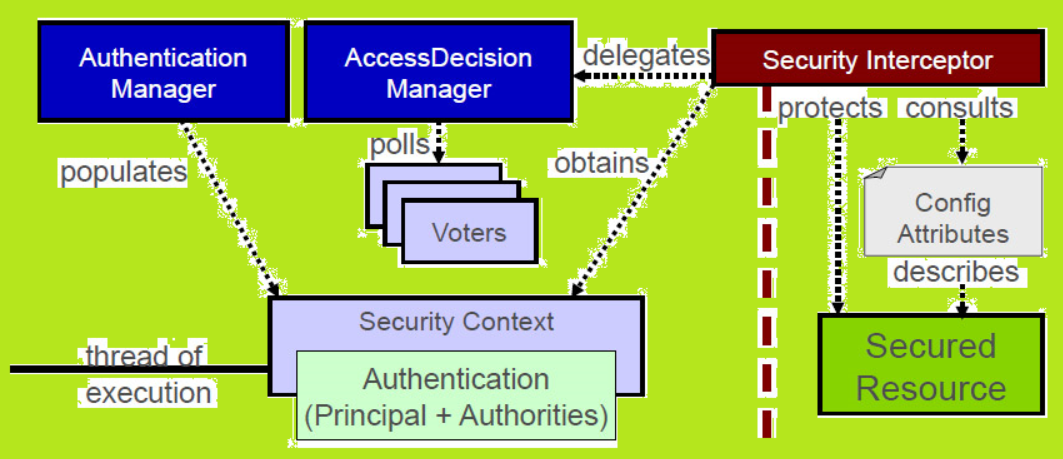 Authentication
Manager
AccessDecision
Manager
delegates
Security Interceptor
protects
consults
polls
populates
obtains
Config
Attributes
Voters
describes
Security Context
thread of
execution
Authentication
(Principal + Authorities)
Secured
Resource